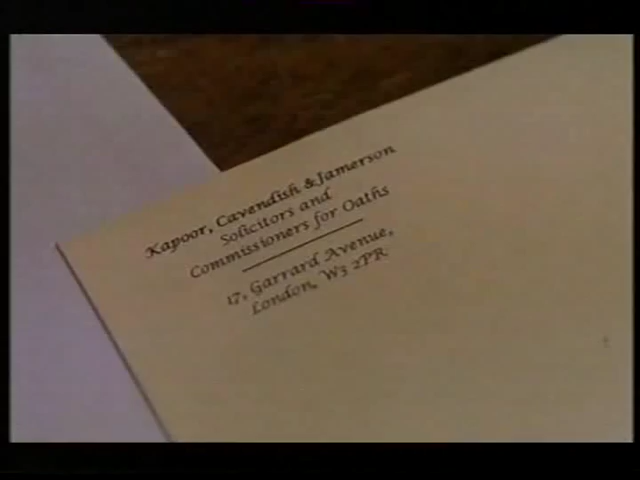 Kapoor, Cavendish & Jamerson
Solicitors and
Commissioners for Oaths
17, Garrard Avenue,
London, W3 2PR